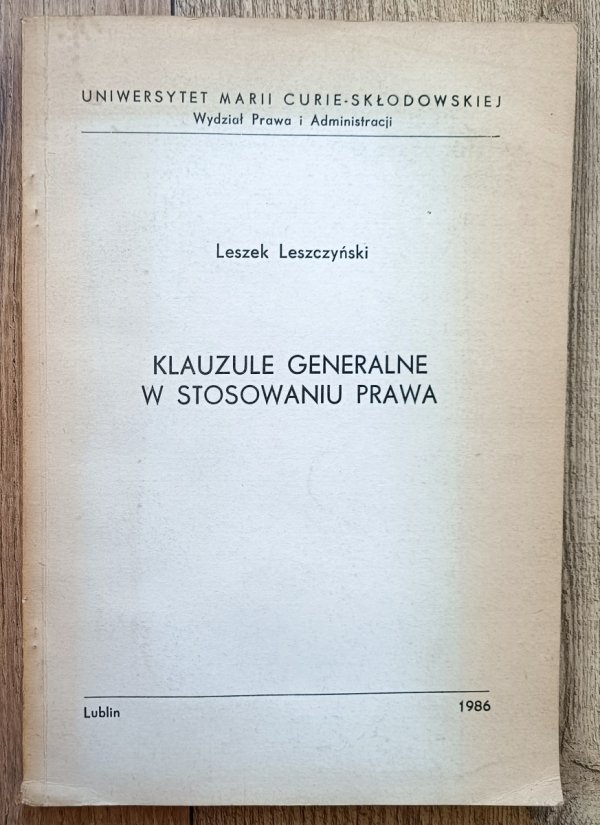 UNIWERSYTET MARII CURIE-SKŁODOWSKIEJ
Wydział Prawa i Administracji
Leszek Leszczyński
KLAUZULE GENERALNE
W STOSOWANIU PRAWA
Lublin 1986